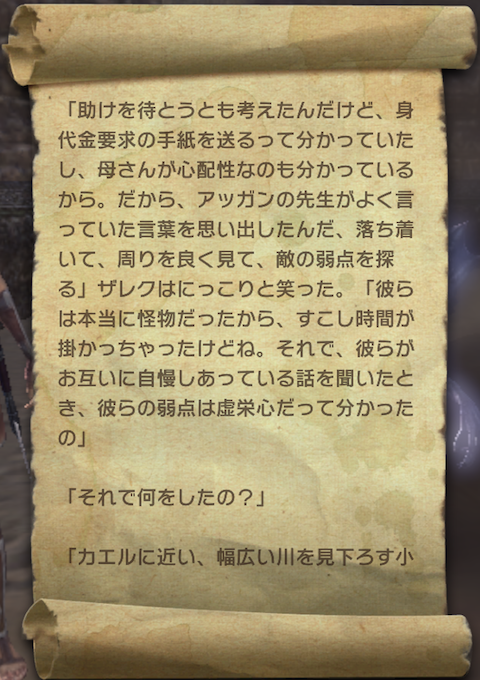 「助けを待とうとも考えたんだけど、身
代金要求の手紙を送るって分かっていた
し、母さんが心配性なのも分かっている
から。だから、アッガンの先生がよく言
っていた言葉を思い出したんだ、落ち着
いて、周りを良く見て、敵の弱点を探
る」ザレクはにっこりと笑った。「彼ら
は本当に怪物だったから、すこし時間が
掛かっちゃったけどね。それで、彼らが
お互いに自慢しあっている話を聞いたと
き、彼らの弱点は虚栄心だって分かった
の」
「それで何をしたの？」
「カエルに近い、幅広い川を見下ろす小